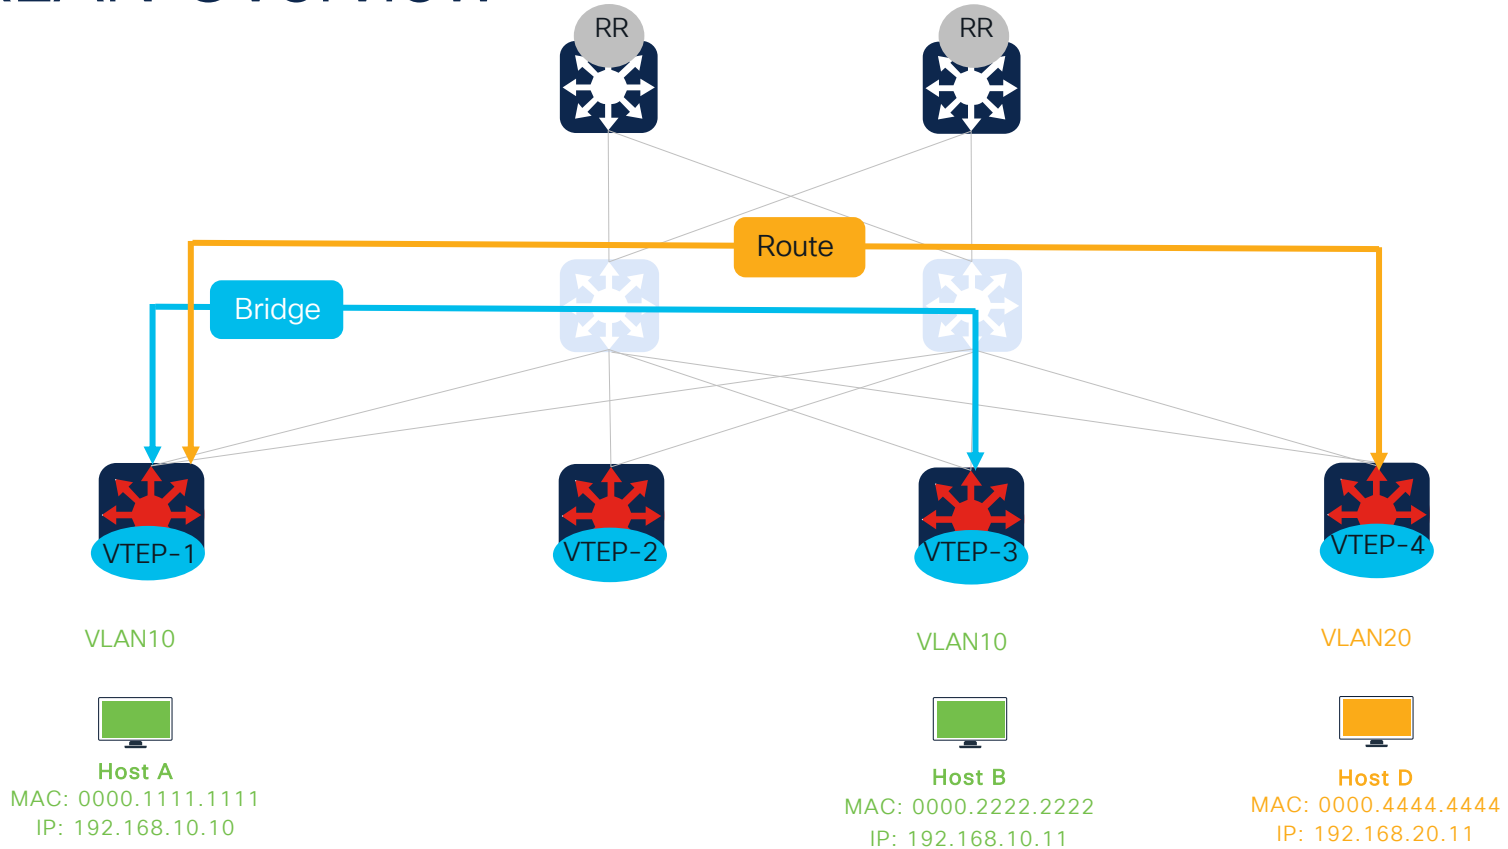 Overview
RR
RR
Route
Bridge
VTEP-1
VTEP-2
VTEP-3
VTEP-4
VLAN10
VLAN10
VLAN20
Host A
MAC: 0000.1111.1111
IP: 192.168.10.10
Host B
MAC: 0000.2222.2222
IP: 192.168.10.11
Host D
MAC: 0000.4444.4444
IP: 192.168.20.11